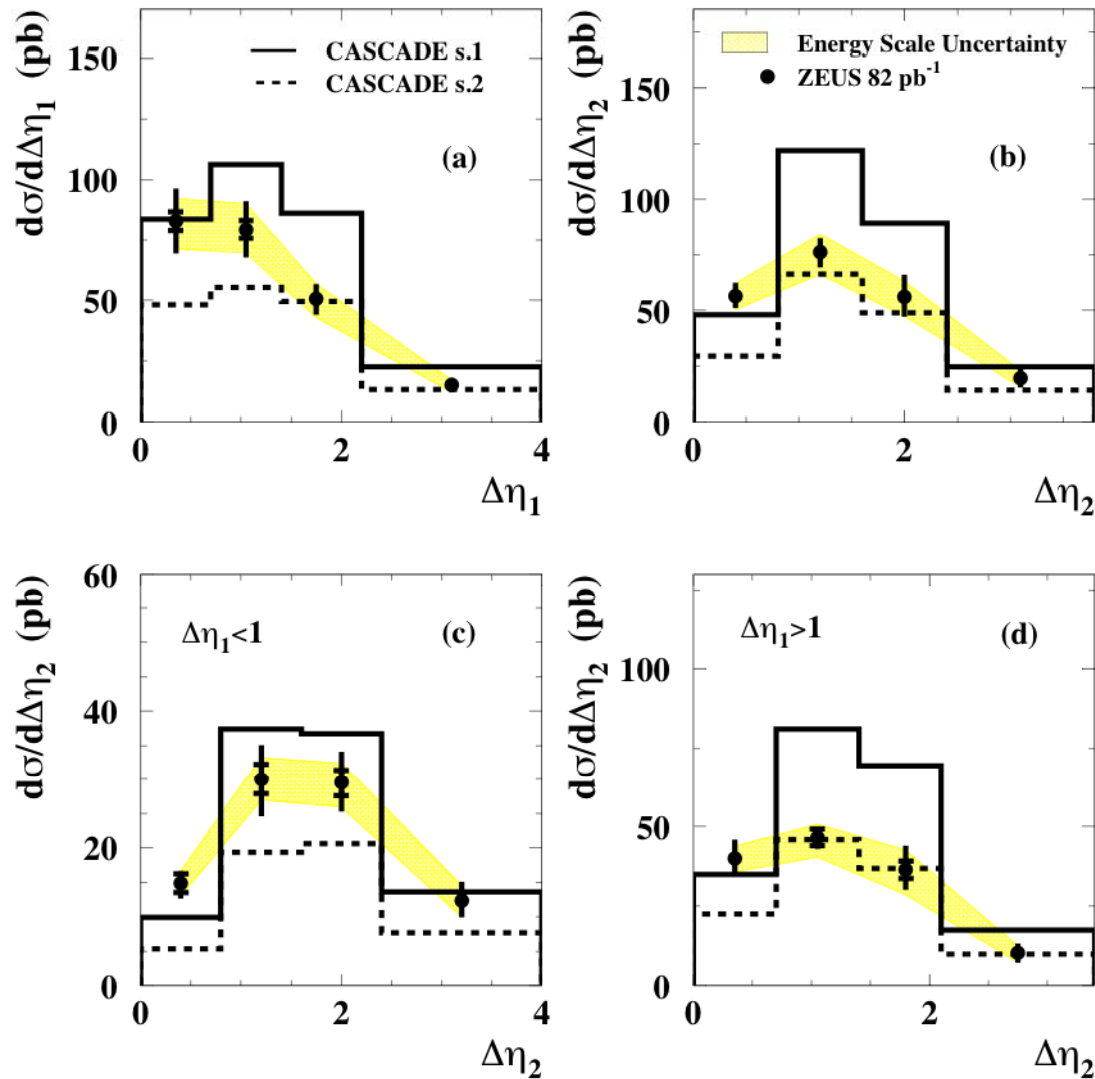 dσ/dΔη₁ (pb)
150
100
50
0
CASCADE s.1
CASCADE s.2
(a)
0 2 4
Δη₁
dσ/dΔη₂ (pb)
150
100
50
0
Energy Scale Uncertainty
ZEUS 82 pb⁻¹
(b)
0 2
Δη₂
dσ/dΔη₂ (pb)
60
40
20
0
Δη₁<1
(c)
0 2 4
Δη₂
dσ/dΔη₂ (pb)
100
50
0
Δη₁>1
(d)
0 2
Δη₂